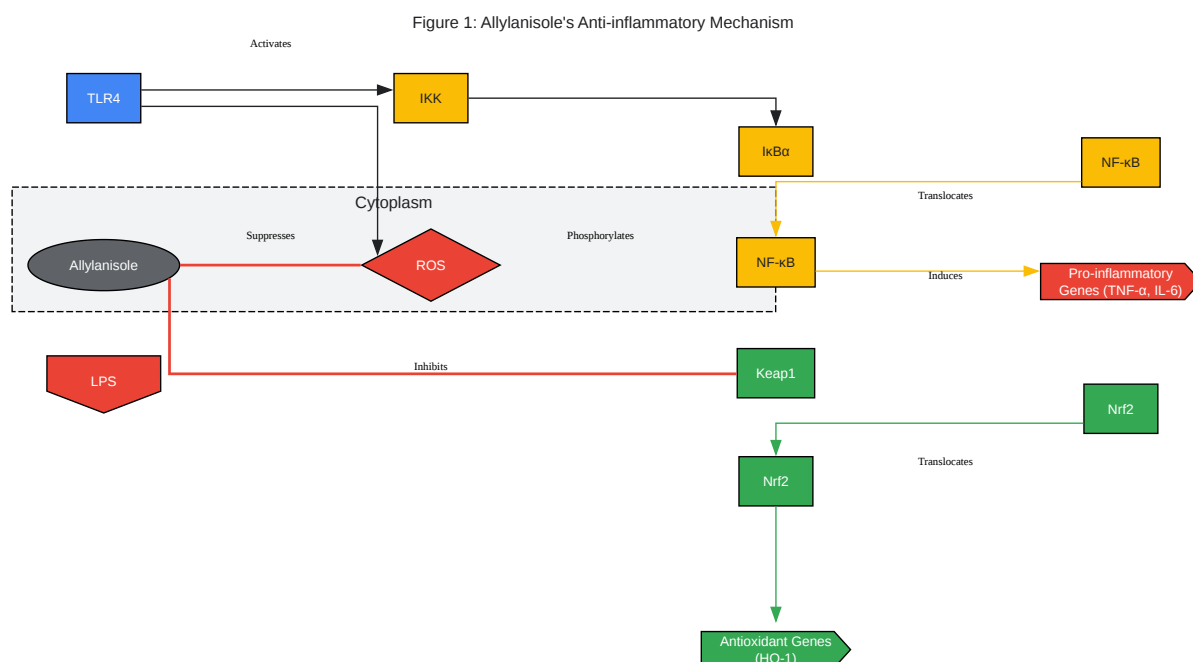 Figure 1: Allylanisole's Anti-inflammatory Mechanism
Activates
TLR4
IKK
IκBα
NF-κB
Translocates
Cytoplasm
Suppresses
Phosphorylates
Allylanisole
ROS
NF-κB
Induces
Pro-inflammatory
Genes (TNF-α, IL-6)
LPS
Inhibits
Keap1
Nrf2
Translocates
Nrf2
Antioxidant Genes
(HO-1)